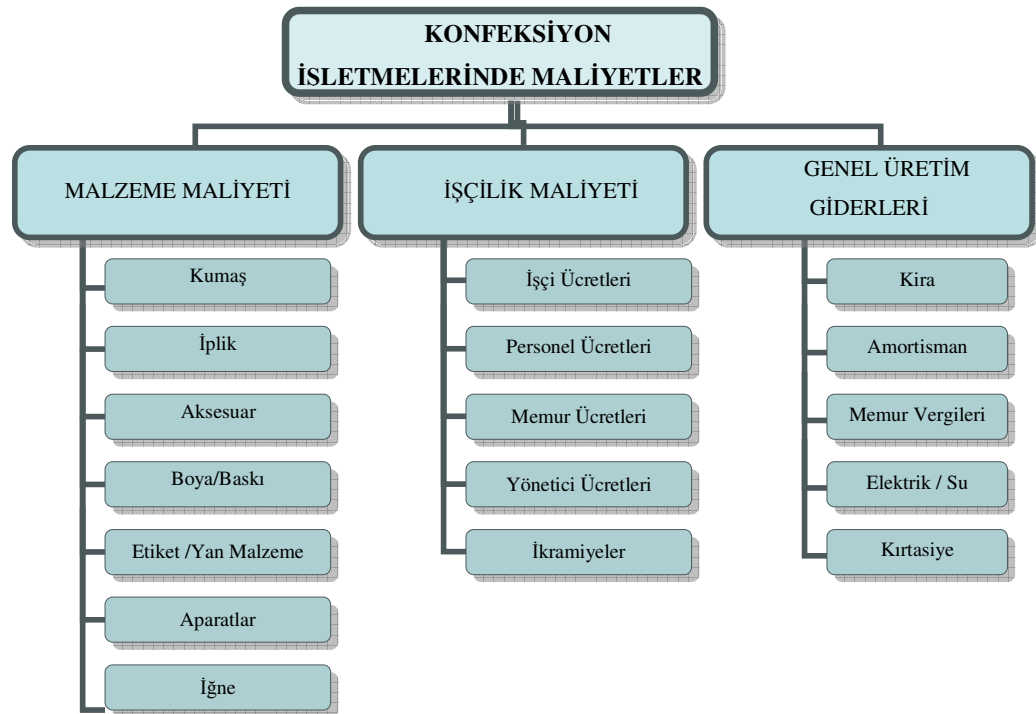 KONFEKSİYON
İSLETMELERİNDE MALİYETLER
MALZEME MALİYETİ
Kumaş
İplik
Aksesuar
Boya/Baskı
Etiket /Yan Malzeme
Aparatlar
İğne
İŞÇİLİK MALİYETİ
İşçi Ücretleri
Personel Ücretleri
Memur Ücretleri
Yönetici Ücretleri
İkramiyeler
GENEL ÜRETİM
GİDERLERİ
Kira
Amortisman
Memur Vergileri
Elektrik / Su
Kırtasiye